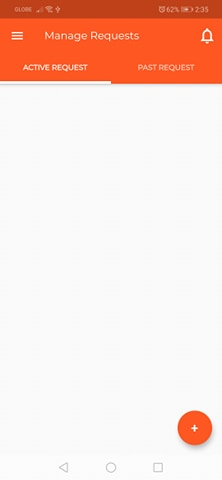 GLOBE 62% 2:35
Manage Requests
ACTIVE REQUEST PAST REQUEST
+